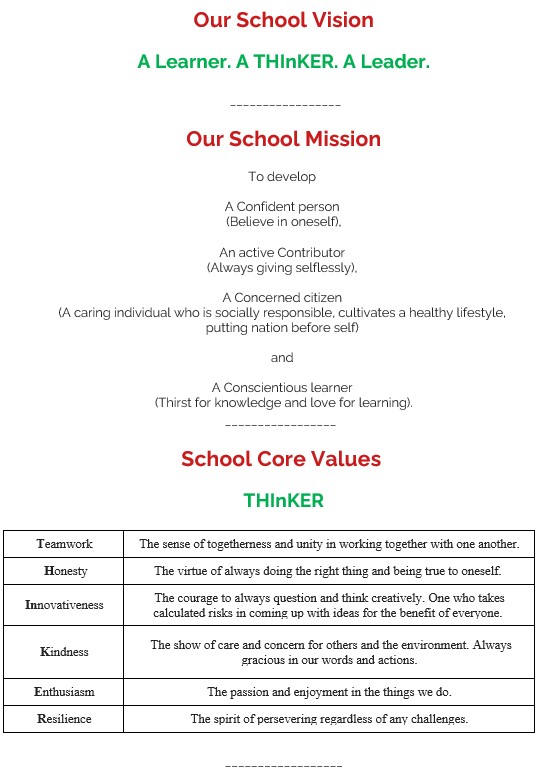 Our School Vision
A Learner. A THInKER. A Leader.
_________________
Our School Mission
To develop
A Confident person
(Believe in oneself),
An active Contributor
(Always giving selflessly),
A Concerned citizen
(A caring individual who is socially responsible, cultivates a healthy lifestyle,
putting nation before self)
and
A Conscientious learner
(Thirst for knowledge and love for learning).
_________________
School Core Values
THInKER
Teamwork
The sense of togetherness and unity in working together with one another.
Honesty
The virtue of always doing the right thing and being true to oneself.
Innovativeness
The courage to always question and think creatively. One who takes
calculated risks in coming up with ideas for the benefit of everyone.
Kindness
The show of care and concern for others and the environment. Always
gracious in our words and actions.
Enthusiasm
The passion and enjoyment in the things we do.
Resilience
The spirit of persevering regardless of any challenges.
__________________